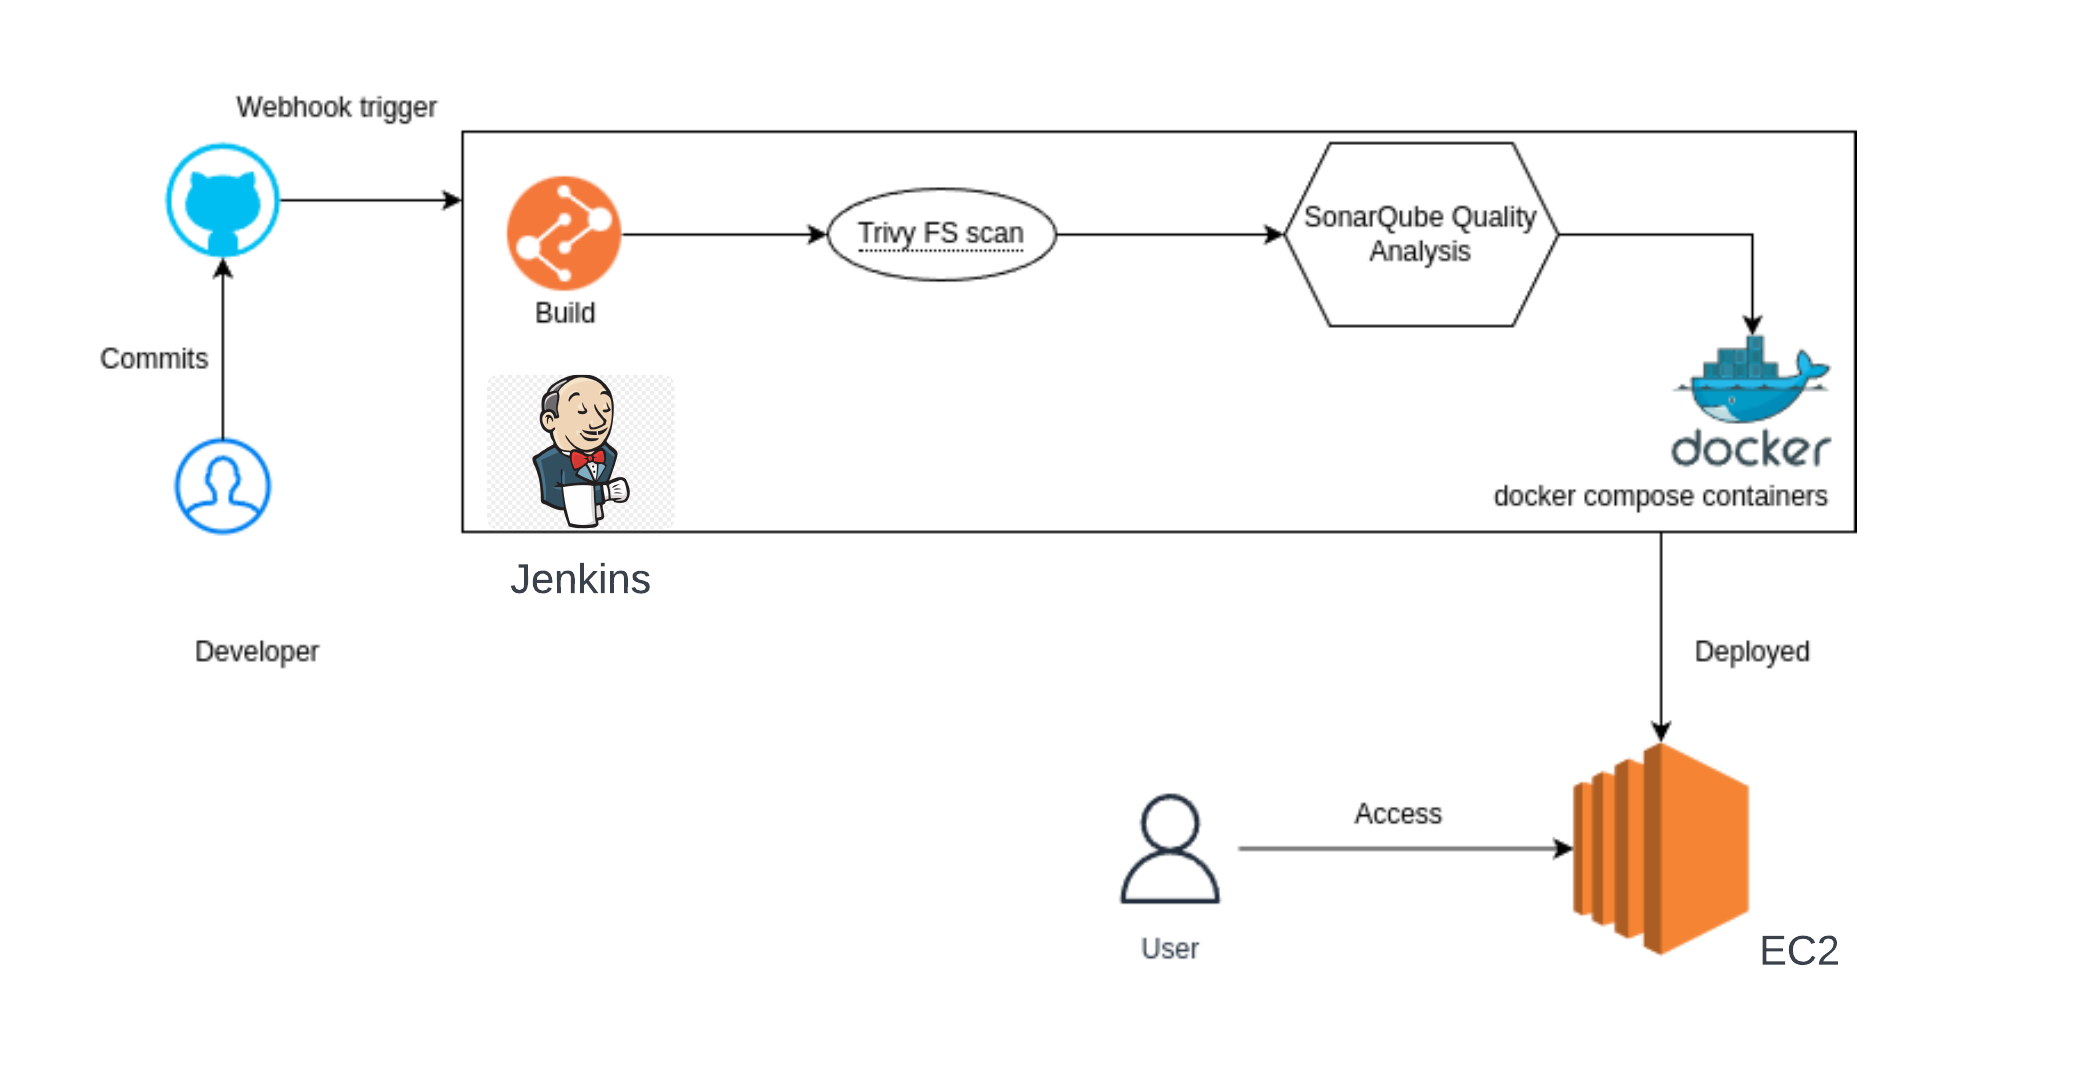 Webhook trigger
Trivy FS scan
SonarQube Quality
Analysis
Build
Commits
docker
docker compose containers
Jenkins
Developer
Deployed
Access
User
EC2